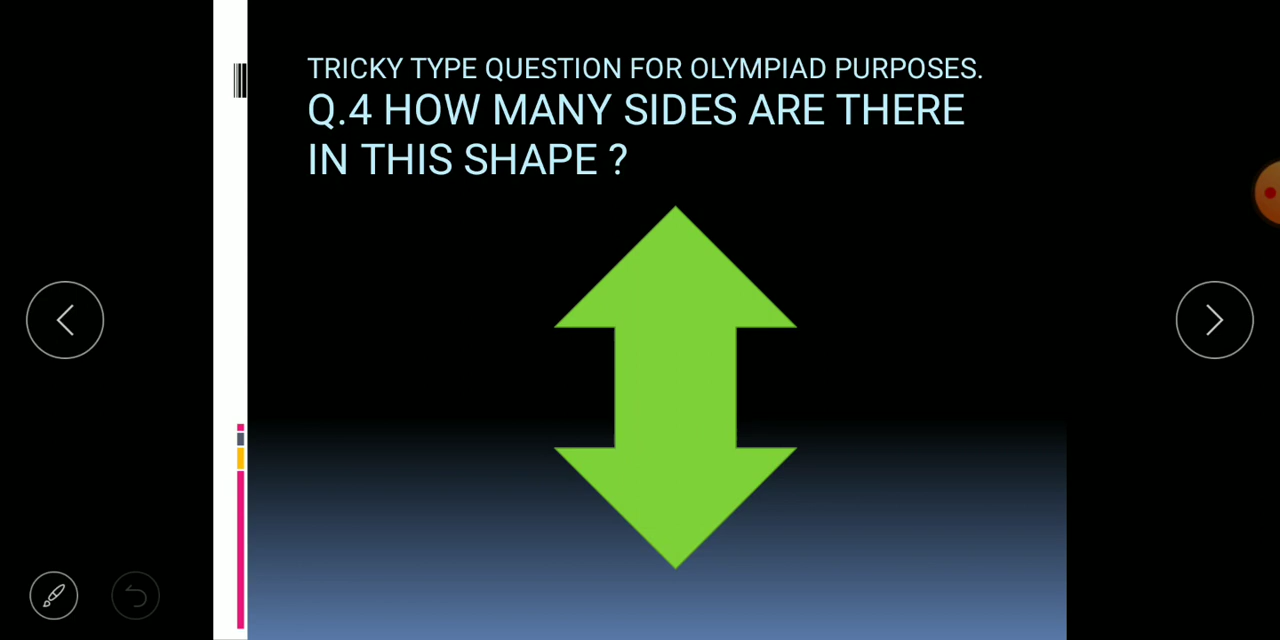 TRICKY TYPE QUESTION FOR OLYMPIAD PURPOSES.
Q.4 HOW MANY SIDES ARE THERE
IN THIS SHAPE ?